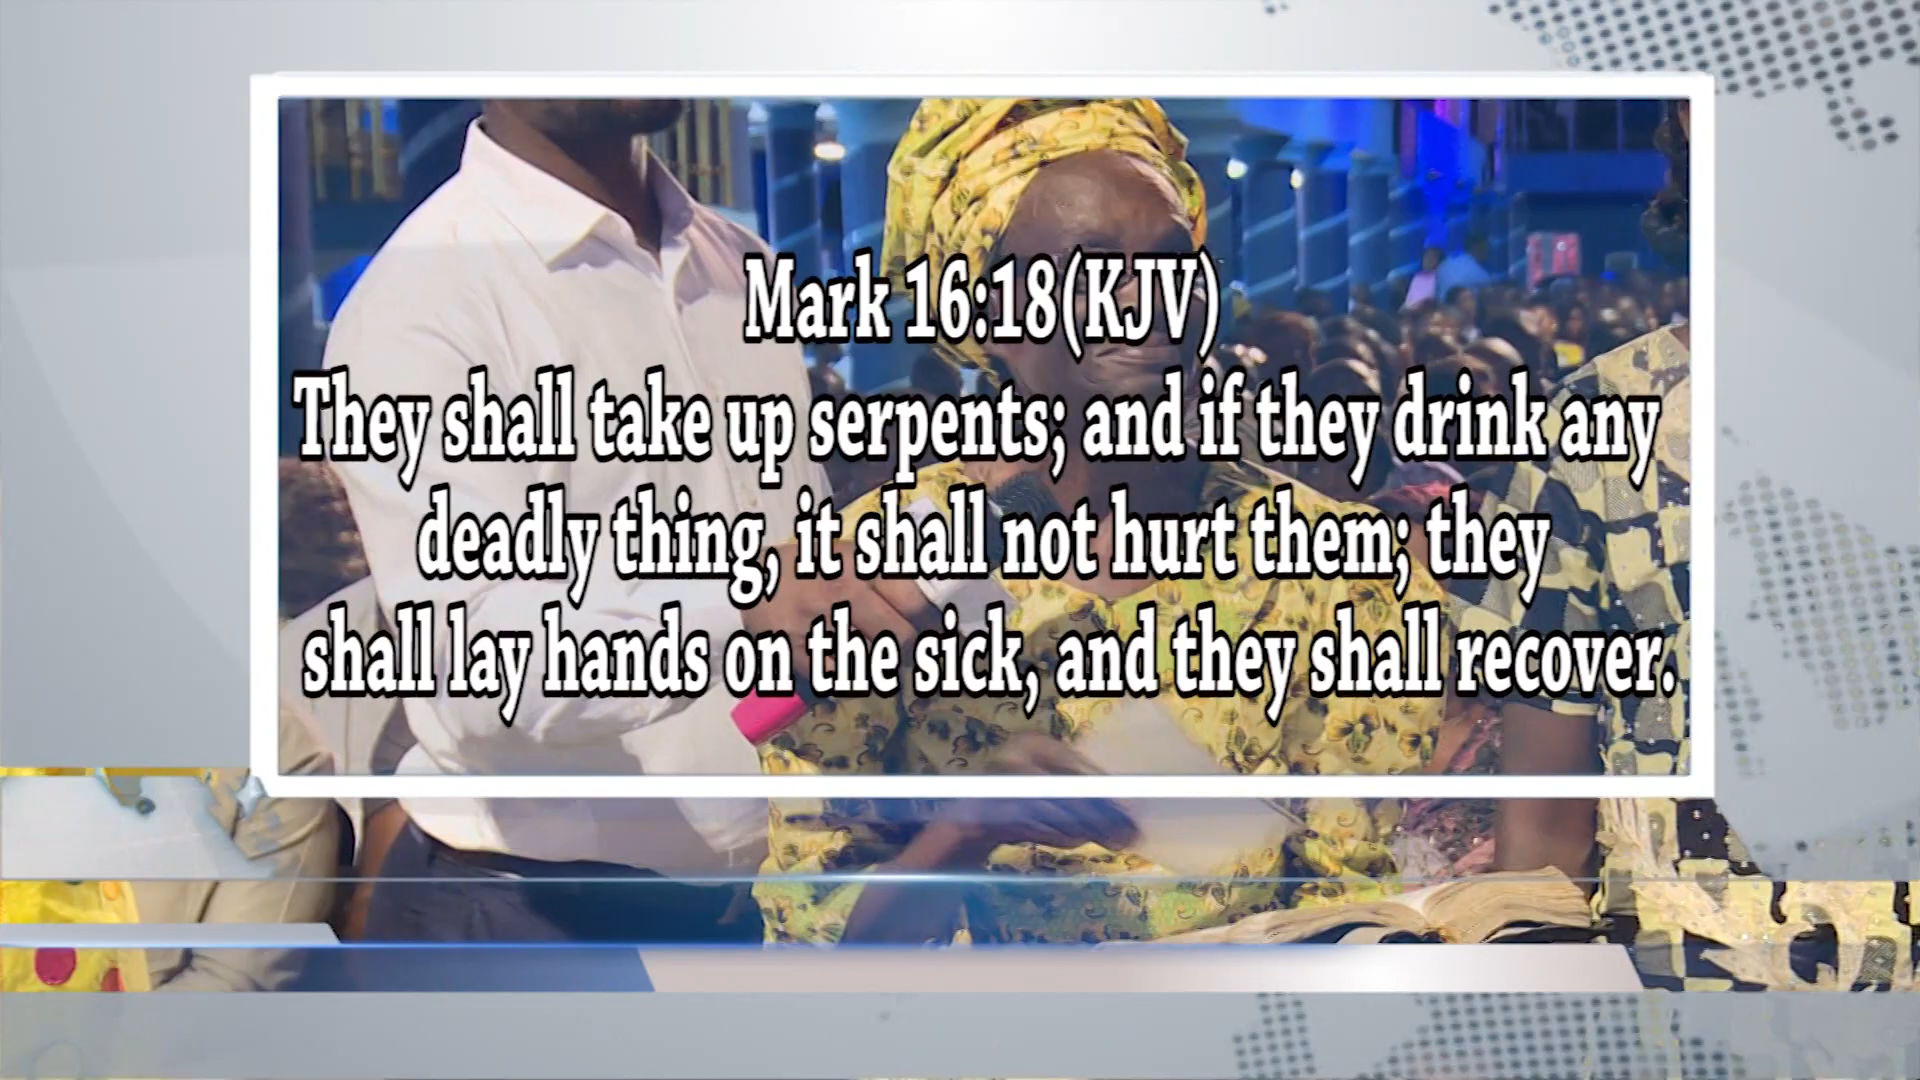 Mark 16:18(KJV)
They shall take up serpents; and if they drink any
deadly thing, it shall not hurt them; they
shall lay hands on the sick, and they shall recover.